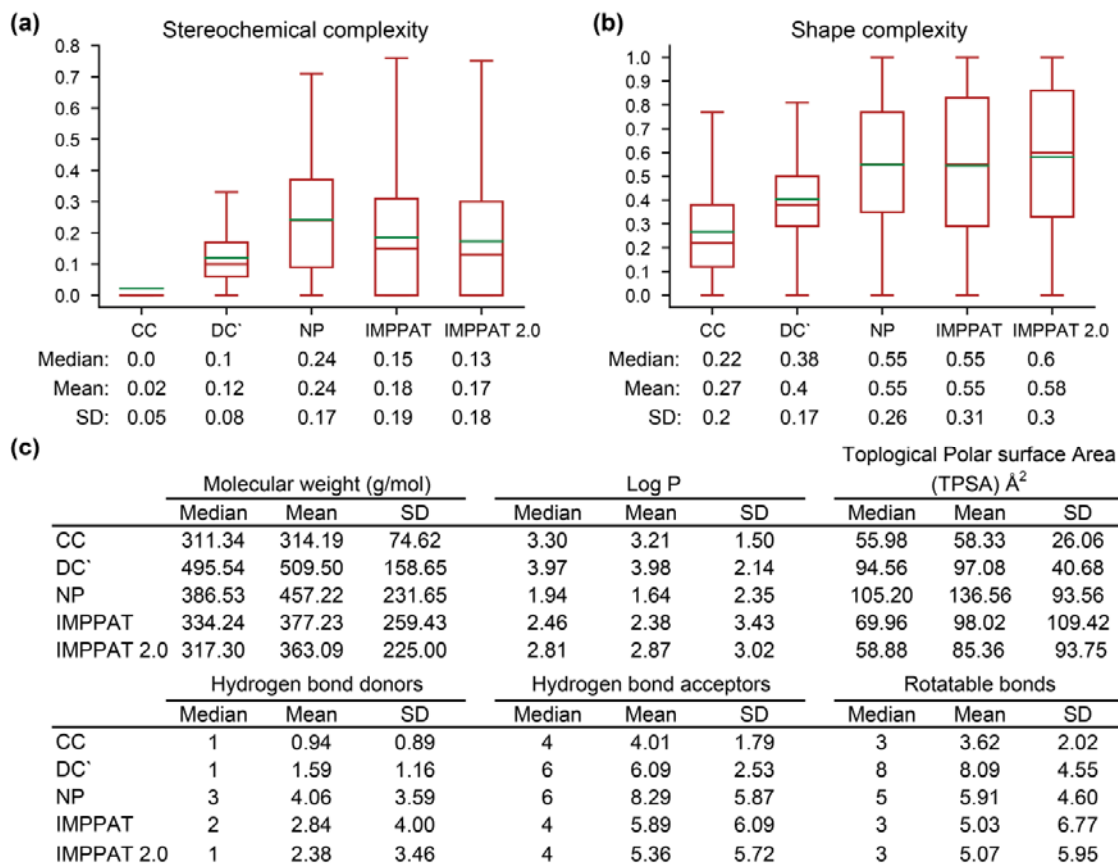 (a) Stereochemical complexity
0.8
0.7
0.6
0.5
0.4
0.3
0.2
0.1
0.0
CC DC` NP IMPPAT IMPPAT 2.0
Median: 0.0 0.1 0.24 0.15 0.13
Mean: 0.02 0.12 0.24 0.18 0.17
SD: 0.05 0.08 0.17 0.19 0.18
(b) Shape complexity
1.0
0.9
0.8
0.7
0.6
0.5
0.4
0.3
0.2
0.1
0.0
CC DC` NP IMPPAT IMPPAT 2.0
Median: 0.22 0.38 0.55 0.55 0.6
Mean: 0.27 0.4 0.55 0.55 0.58
SD: 0.2 0.17 0.26 0.31 0.3
(c)
Toplogical Polar surface Area
Molecular weight (g/mol) Log P (TPSA) Å²
Median Mean SD Median Mean SD Median Mean SD
CC 311.34 314.19 74.62 3.30 3.21 1.50 55.98 58.33 26.06
DC` 495.54 509.50 158.65 3.97 3.98 2.14 94.56 97.08 40.68
NP 386.53 457.22 231.65 1.94 1.64 2.35 105.20 136.56 93.56
IMPPAT 334.24 377.23 259.43 2.46 2.38 3.43 69.96 98.02 109.42
IMPPAT 2.0 317.30 363.09 225.00 2.81 2.87 3.02 58.88 85.36 93.75
Hydrogen bond donors Hydrogen bond acceptors Rotatable bonds
Median Mean SD Median Mean SD Median Mean SD
CC 1 0.94 0.89 4 4.01 1.79 3 3.62 2.02
DC` 1 1.59 1.16 6 6.09 2.53 8 8.09 4.55
NP 3 4.06 3.59 6 8.29 5.87 5 5.91 4.60
IMPPAT 2 2.84 4.00 4 5.89 6.09 3 5.03 6.77
IMPPAT 2.0 1 2.38 3.46 4 5.36 5.72 3 5.07 5.95